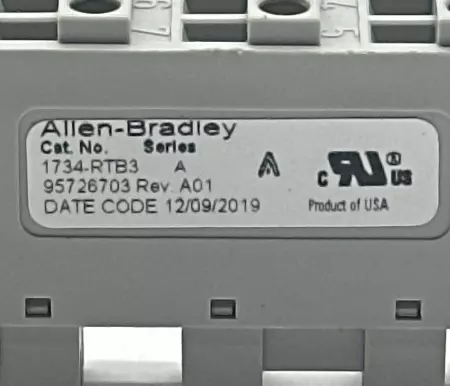 Allen-Bradley
Cat. No. Series
1734-RTB3 A
95726703 Rev. A01
DATE CODE 12/09/2019
c RU ® US
Product of USA